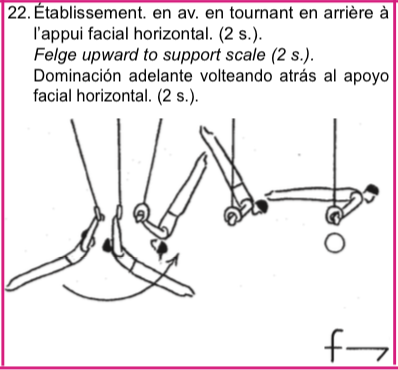 22. Établissement. en av. en tournant en arrière à
l'appui facial horizontal. (2 s.).
Felge upward to support scale (2 s.).
Dominación adelante volteando atrás al apoyo
facial horizontal. (2 s.).
f